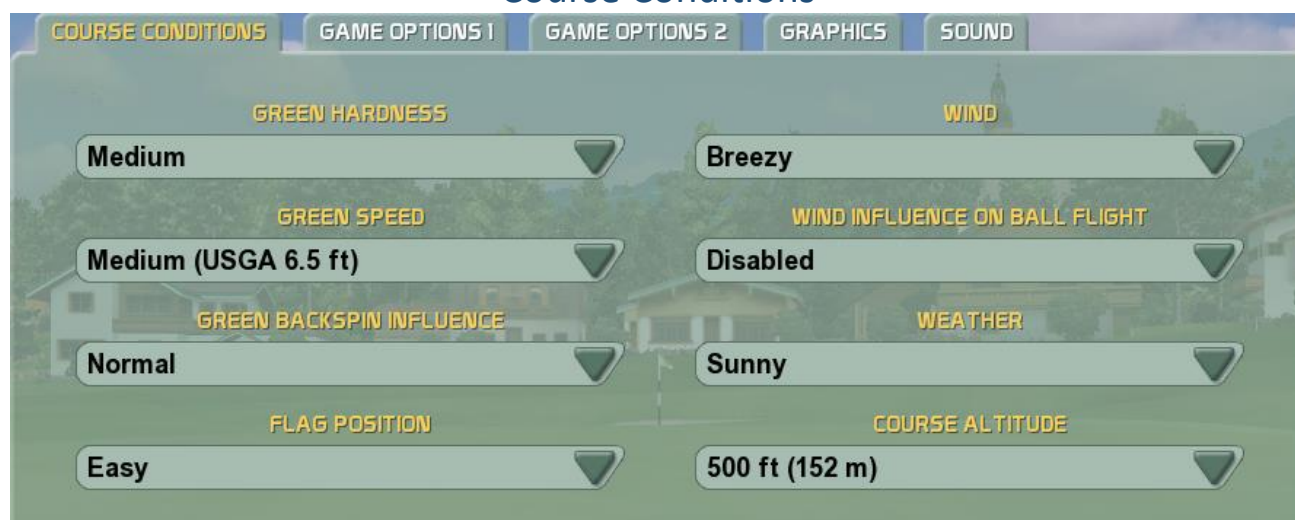 Course Conditions
COURSE CONDITIONS GAME OPTIONS 1 GAME OPTIONS 2 GRAPHICS SOUND
GREEN HARDNESS WIND
Medium Breezy
GREEN SPEED WIND INFLUENCE ON BALL FLIGHT
Medium (USGA 6.5 ft) Disabled
GREEN BACKSPIN INFLUENCE WEATHER
Normal Sunny
FLAG POSITION COURSE ALTITUDE
Easy 500 ft (152 m)